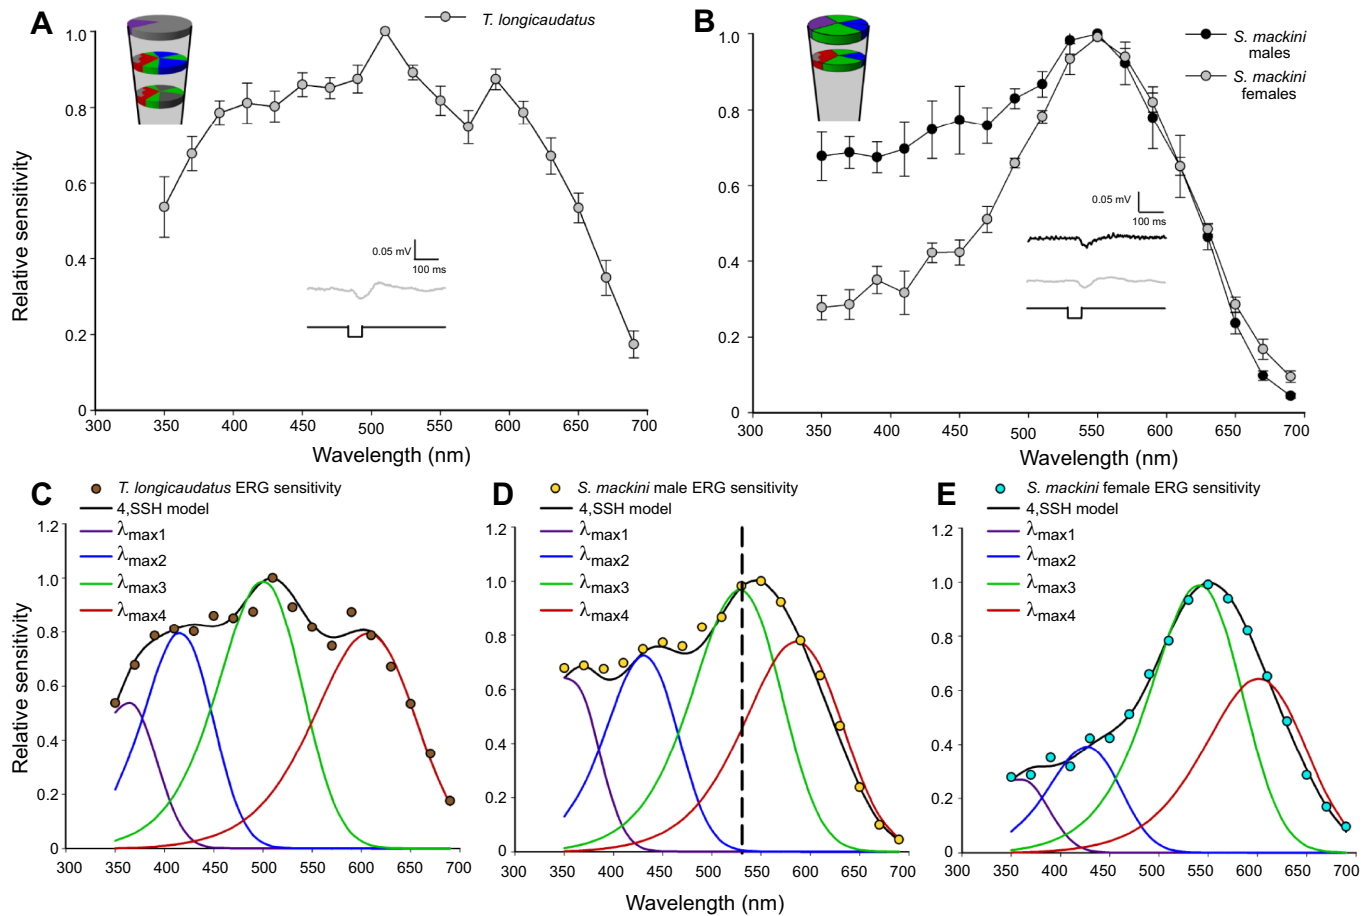 A
T. longicaudatus
1.0
0.8
0.6
0.4
0.2
0
Relative sensitivity
0.05 mV
100 ms
300 350 400 450 500 550 600 650 700
Wavelength (nm)
B
S. mackini
males
S. mackini
females
1.0
0.8
0.6
0.4
0.2
0
0.05 mV
100 ms
300 350 400 450 500 550 600 650 700
Wavelength (nm)
C
T. longicaudatus ERG sensitivity
4,SSH model
λmax1
λmax2
λmax3
λmax4
1.2
1.0
0.8
0.6
0.4
0.2
0
Relative sensitivity
300 350 400 450 500 550 600 650 700
D
S. mackini male ERG sensitivity
4,SSH model
λmax1
λmax2
λmax3
λmax4
1.2
1.0
0.8
0.6
0.4
0.2
0
300 350 400 450 500 550 600 650 700
Wavelength (nm)
E
S. mackini female ERG sensitivity
4,SSH model
λmax1
λmax2
λmax3
λmax4
1.2
1.0
0.8
0.6
0.4
0.2
0
300 350 400 450 500 550 600 650 700